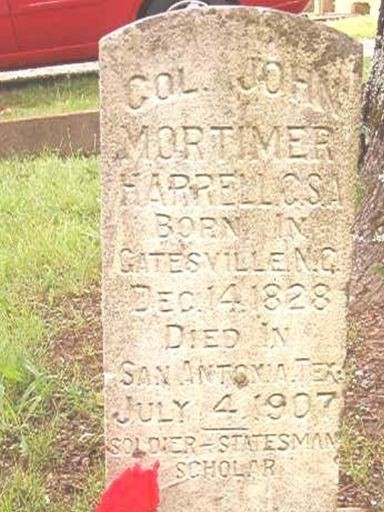 COL. JOHN
MORTIMER
HARRELL C.S.A
BORN IN
GATESVILLE N.C
DEC. 14. 1828
DIED IN
SAN ANTONIA. TEX.
JULY 4. 1907
SOLDIER-STATESMAN
SCHOLAR